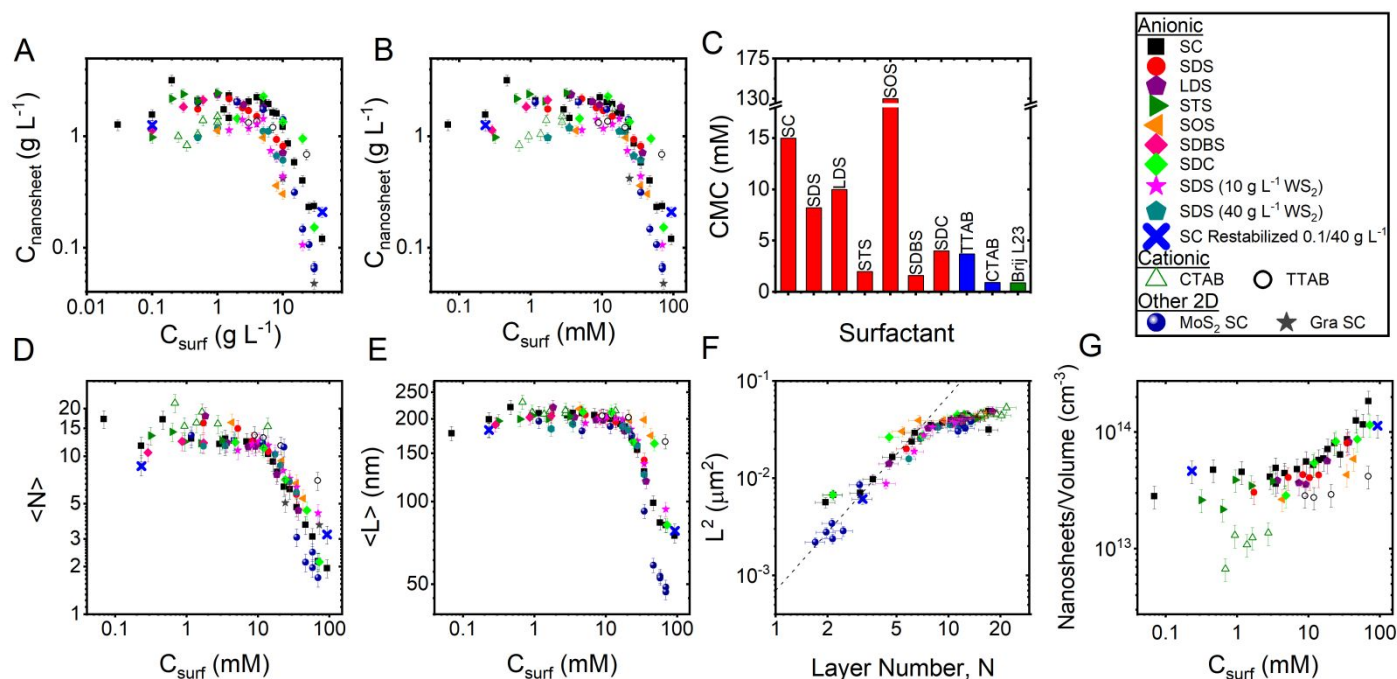 A
C_nanosheet (g L⁻¹)
1
0.1
0.01 0.1 1 10 100
C_surf (g L⁻¹)
B
C_nanosheet (g L⁻¹)
1
0.1
0.1 1 10 100
C_surf (mM)
C
CMC (mM)
175
130
15
10
5
0
SC
SDS
LDS
STS
SOS
SDBS
SDC
TTAB
CTAB
Brij L23
Surfactant
Anionic
SC
SDS
LDS
STS
SOS
SDBS
SDC
SDS (10 g L⁻¹ WS₂)
SDS (40 g L⁻¹ WS₂)
SC Restabilized 0.1/40 g L⁻¹
Cationic
CTAB TTAB
Other 2D
MoS₂ SC Gra SC
D
<N>
20
15
10
5
4
3
2
1
0.1 1 10 100
C_surf (mM)
E
<L> (nm)
250
200
150
100
50
0.1 1 10 100
C_surf (mM)
F
L² (μm²)
10⁻¹
10⁻²
10⁻³
1 2 5 10 20
Layer Number, N
G
Nanosheets/Volume (cm⁻³)
10¹⁴
10¹³
0.1 1 10 100
C_surf (mM)